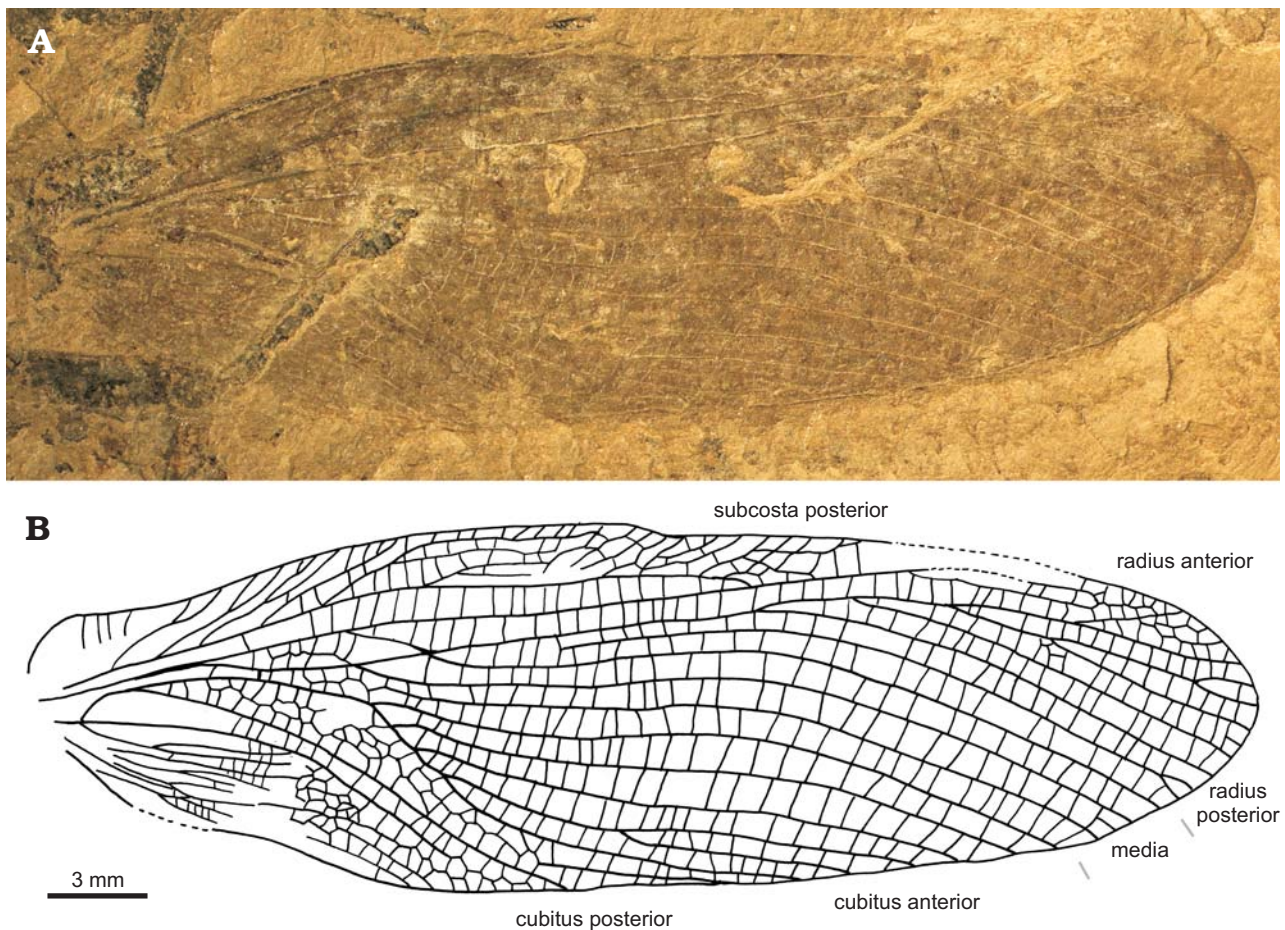 A
B
subcosta posterior
radius anterior
radius
posterior
media
cubitus anterior
cubitus posterior
3 mm